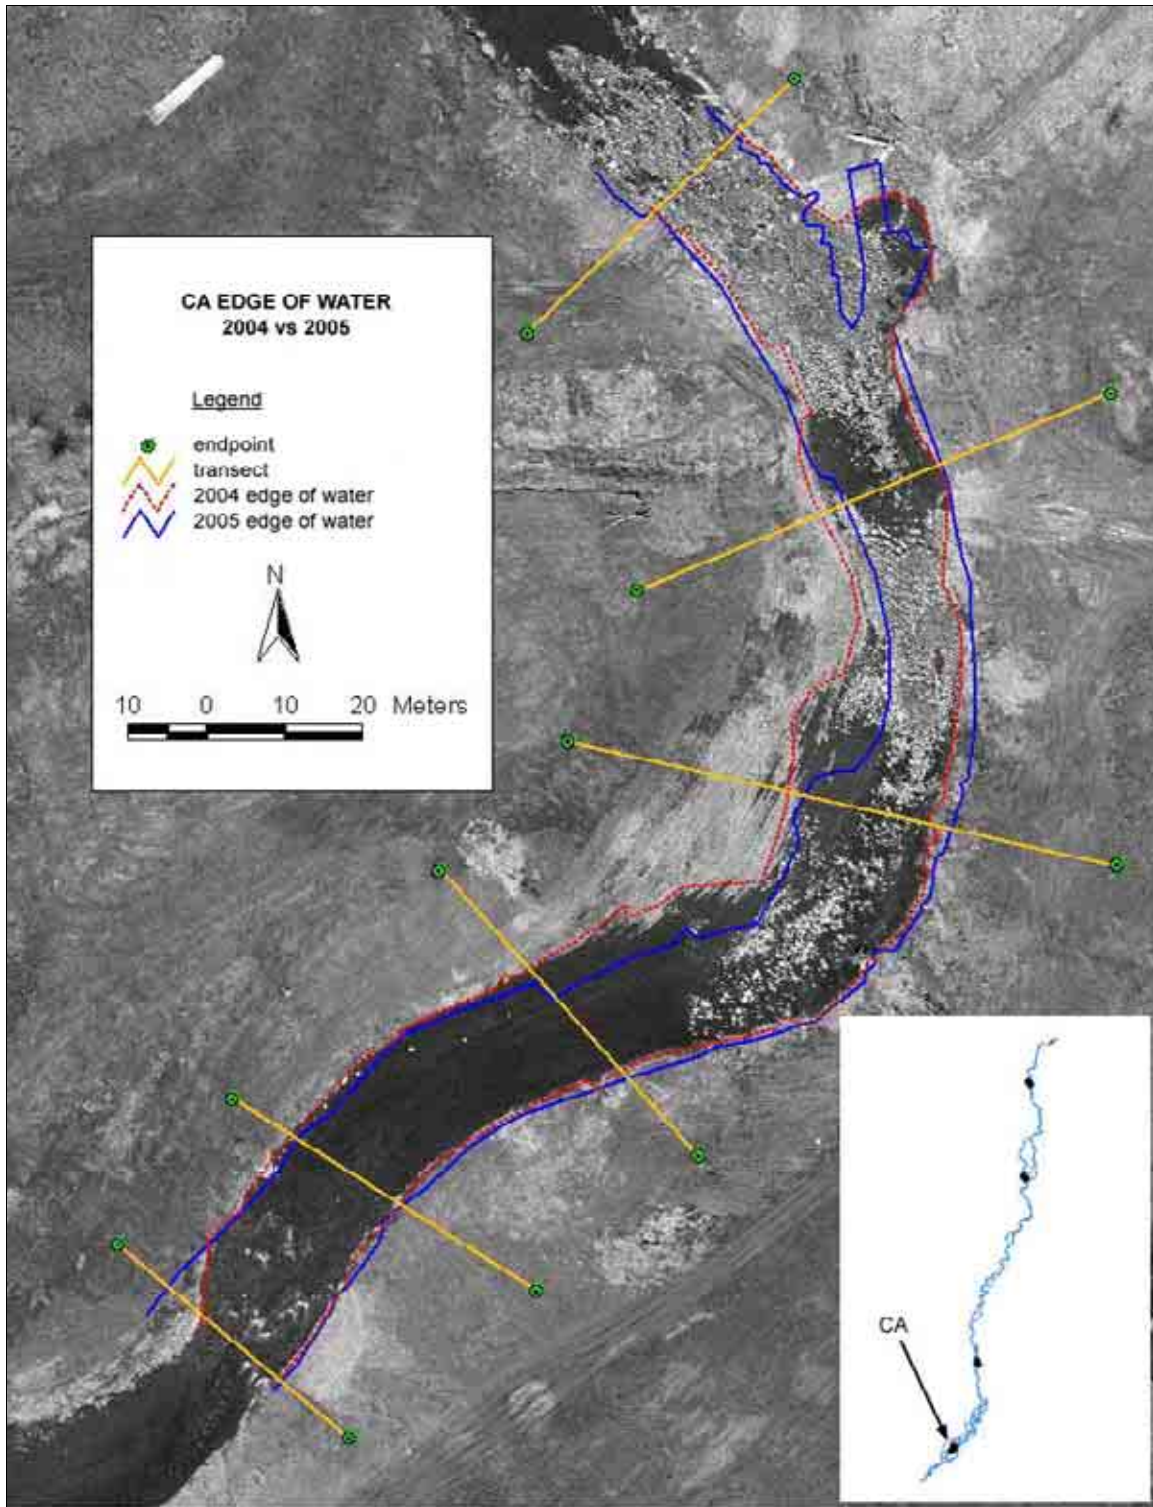 CA EDGE OF WATER
2004 vs 2005
Legend
endpoint
transect
2004 edge of water
2005 edge of water
N
10 0 10 20 Meters
CA